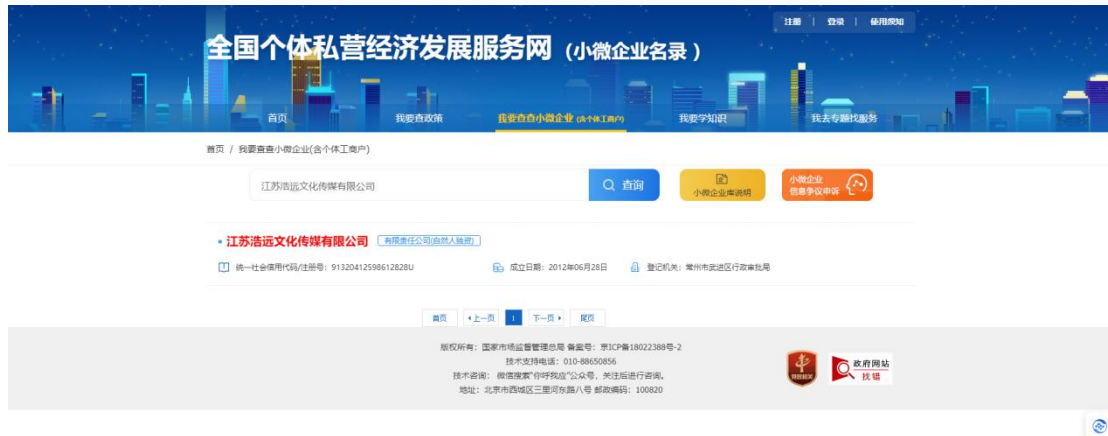 注册 | 登录 | 使用须知
全国个体私营经济发展服务网（小微企业名录）
首页 我要查政策 我要查查小微企业 (含个体工商户) 我要学知识 我去专题找服务
首页 / 我要查查小微企业(含个体工商户)
江苏浩远文化传媒有限公司 查询 小微企业库说明 小微企业
信息争议申诉
江苏浩远文化传媒有限公司 有限责任公司(自然人独资)
统一社会信用代码/注册号：91320412598612828U 成立日期：2012年06月28日 登记机关：常州市武进区行政审批局
首页 上一页 1 下一页 尾页
版权所有：国家市场监督管理总局 备案号：京ICP备18022388号-2
技术支持电话：010-88650856
技术咨询：微信搜索“你呼我应”公众号，关注后进行咨询。
地址：北京市西城区三里河东路八号 邮政编码：100820
党政机关
政府网站
找错